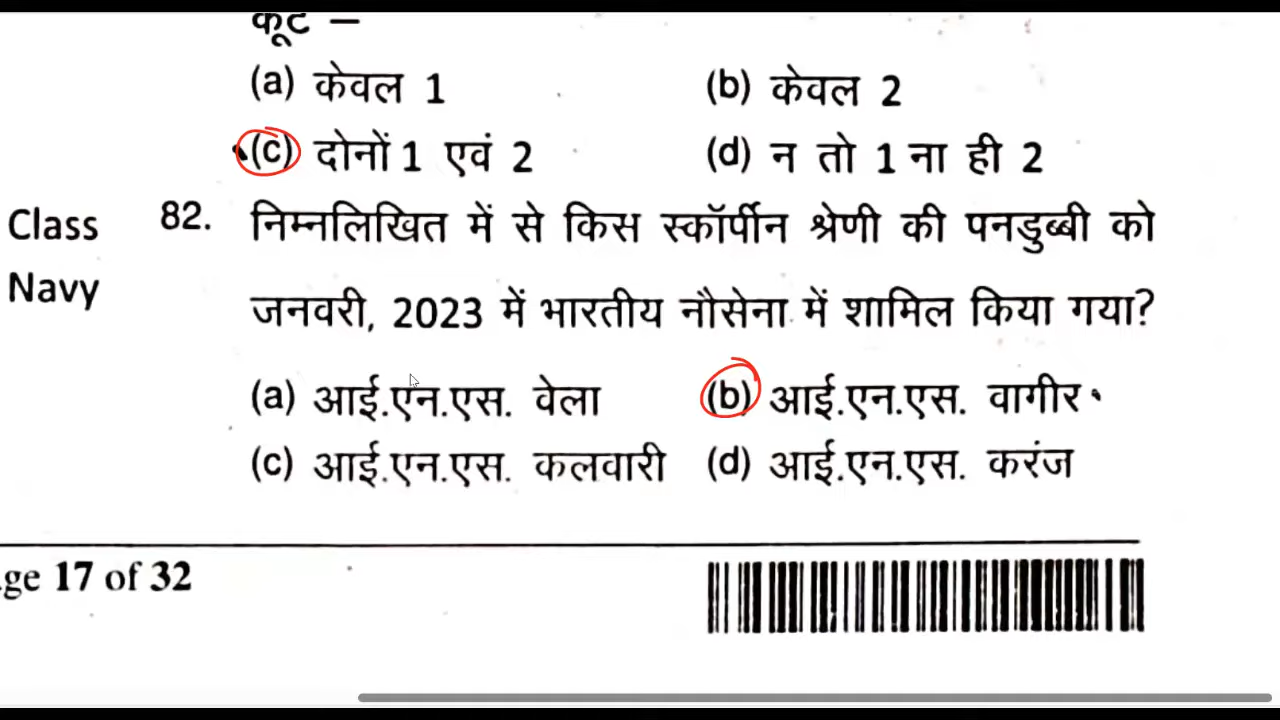 कूट –
(a) केवल 1 (b) केवल 2
(c) दोनों 1 एवं 2 (d) न तो 1 ना ही 2
Class 82. निम्नलिखित में से किस स्कॉर्पीन श्रेणी की पनडुब्बी को
Navy जनवरी, 2023 में भारतीय नौसेना में शामिल किया गया?
(a) आई.एन.एस. वेला (b) आई.एन.एस. वागीर
(c) आई.एन.एस. कलवारी (d) आई.एन.एस. करंज
ge 17 of 32